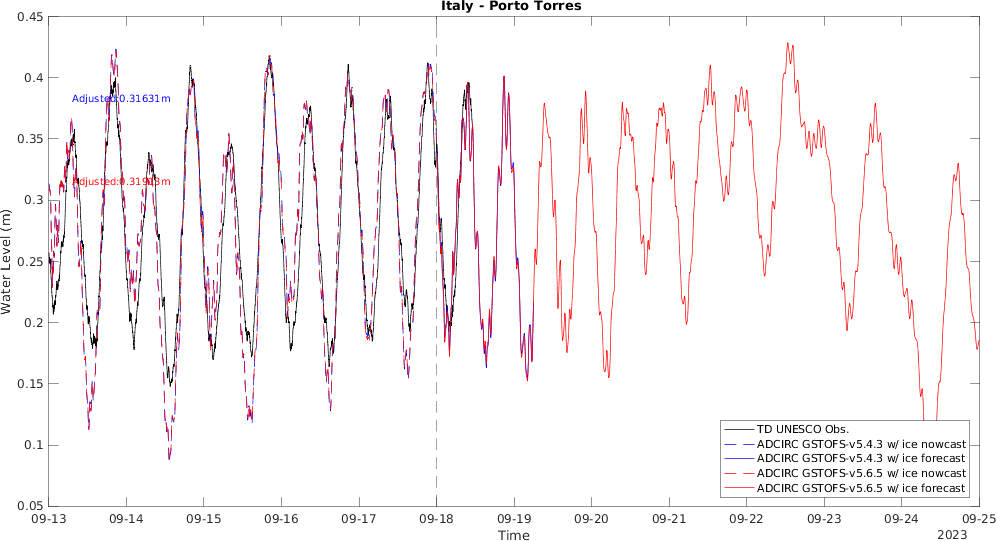 Italy - Porto Torres
Water Level (m)
0.45
0.4
0.35
0.3
0.25
0.2
0.15
0.1
0.05
Adjusted:0.31631m
TD UNESCO Obs.
ADCIRC GSTOFS-v5.4.3 w/ ice nowcast
ADCIRC GSTOFS-v5.4.3 w/ ice forecast
ADCIRC GSTOFS-v5.6.5 w/ ice nowcast
ADCIRC GSTOFS-v5.6.5 w/ ice forecast
09-13 09-14 09-15 09-16 09-17 09-18 09-19 09-20 09-21 09-22 09-23 09-24 09-25
Time
2023